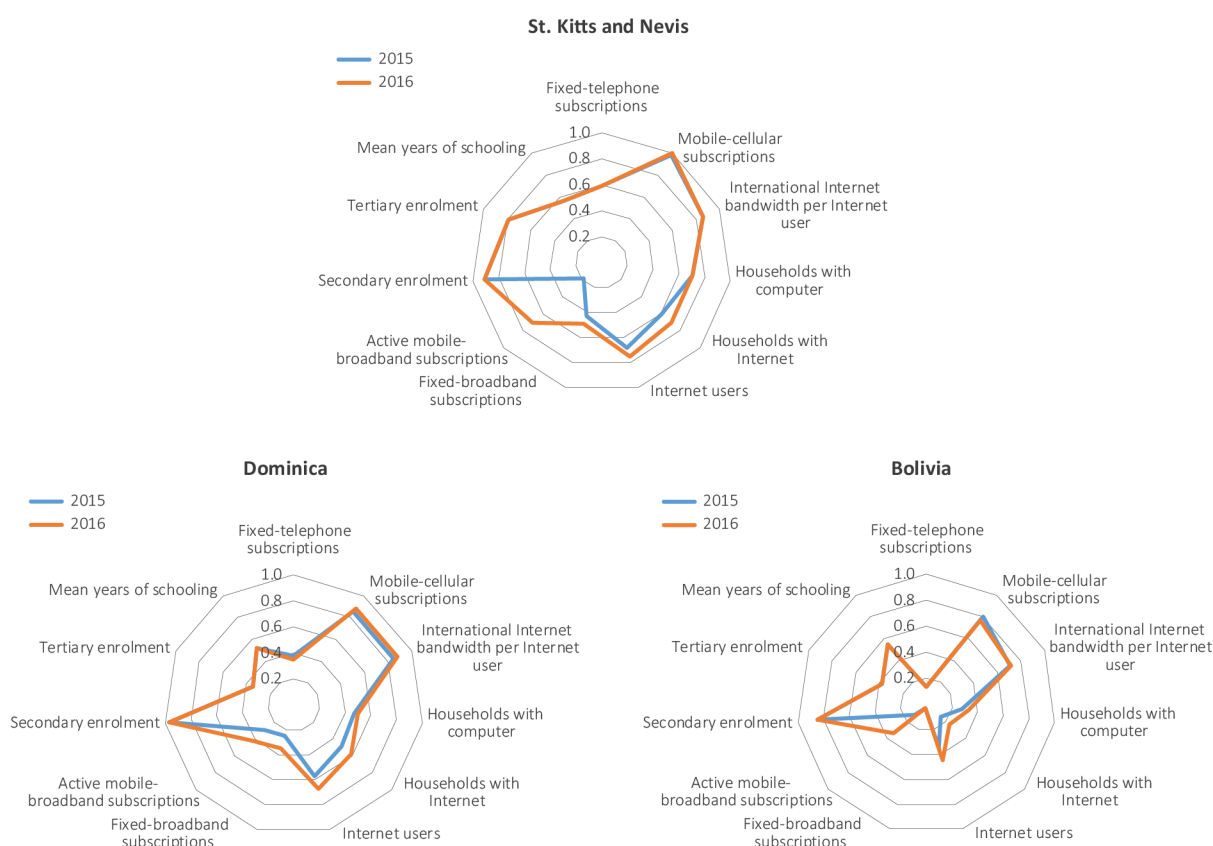 St. Kitts and Nevis
2015
2016
Fixed-telephone
subscriptions
Mobile-cellular
subscriptions
International Internet
bandwidth per Internet
user
Households with
computer
Households with
Internet
Internet users
Fixed-broadband
subscriptions
Active mobile-
broadband subscriptions
Secondary enrolment
Tertiary enrolment
Mean years of schooling
1.0
0.8
0.6
0.4
0.2
Dominica
2015
2016
Fixed-telephone
subscriptions
Mobile-cellular
subscriptions
International Internet
bandwidth per Internet
user
Households with
computer
Households with
Internet
Internet users
Fixed-broadband
subscriptions
Active mobile-
broadband subscriptions
Secondary enrolment
Tertiary enrolment
Mean years of schooling
1.0
0.8
0.6
0.4
0.2
Bolivia
2015
2016
Fixed-telephone
subscriptions
Mobile-cellular
subscriptions
International Internet
bandwidth per Internet
user
Households with
computer
Households with
Internet
Internet users
Fixed-broadband
subscriptions
Active mobile-
broadband subscriptions
Secondary enrolment
Tertiary enrolment
Mean years of schooling
1.0
0.8
0.6
0.4
0.2